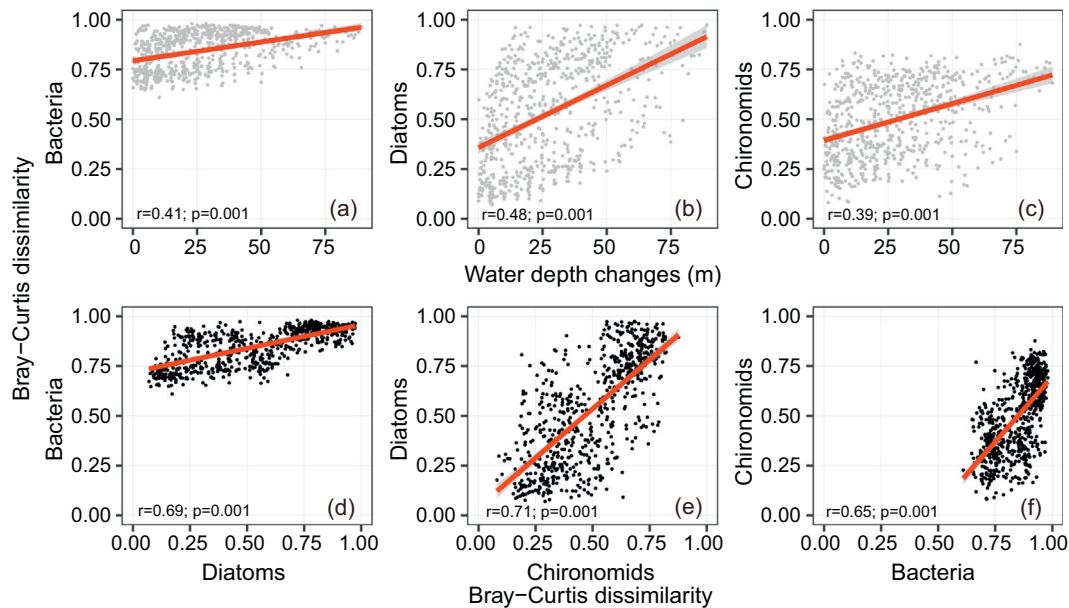 Bray−Curtis dissimilarity
Bacteria
1.00
0.75
0.50
0.25
0.00
r=0.41; p=0.001
(a)
0 25 50 75
Diatoms
1.00
0.75
0.50
0.25
0.00
r=0.48; p=0.001
(b)
0 25 50 75
Water depth changes (m)
Chironomids
1.00
0.75
0.50
0.25
0.00
r=0.39; p=0.001
(c)
0 25 50 75
Bacteria
1.00
0.75
0.50
0.25
0.00
r=0.69; p=0.001
(d)
0.00 0.25 0.50 0.75 1.00
Diatoms
Diatoms
1.00
0.75
0.50
0.25
0.00
r=0.71; p=0.001
(e)
0.00 0.25 0.50 0.75 1.00
Chironomids
Bray−Curtis dissimilarity
Chironomids
1.00
0.75
0.50
0.25
0.00
r=0.65; p=0.001
(f)
0.00 0.25 0.50 0.75 1.00
Bacteria